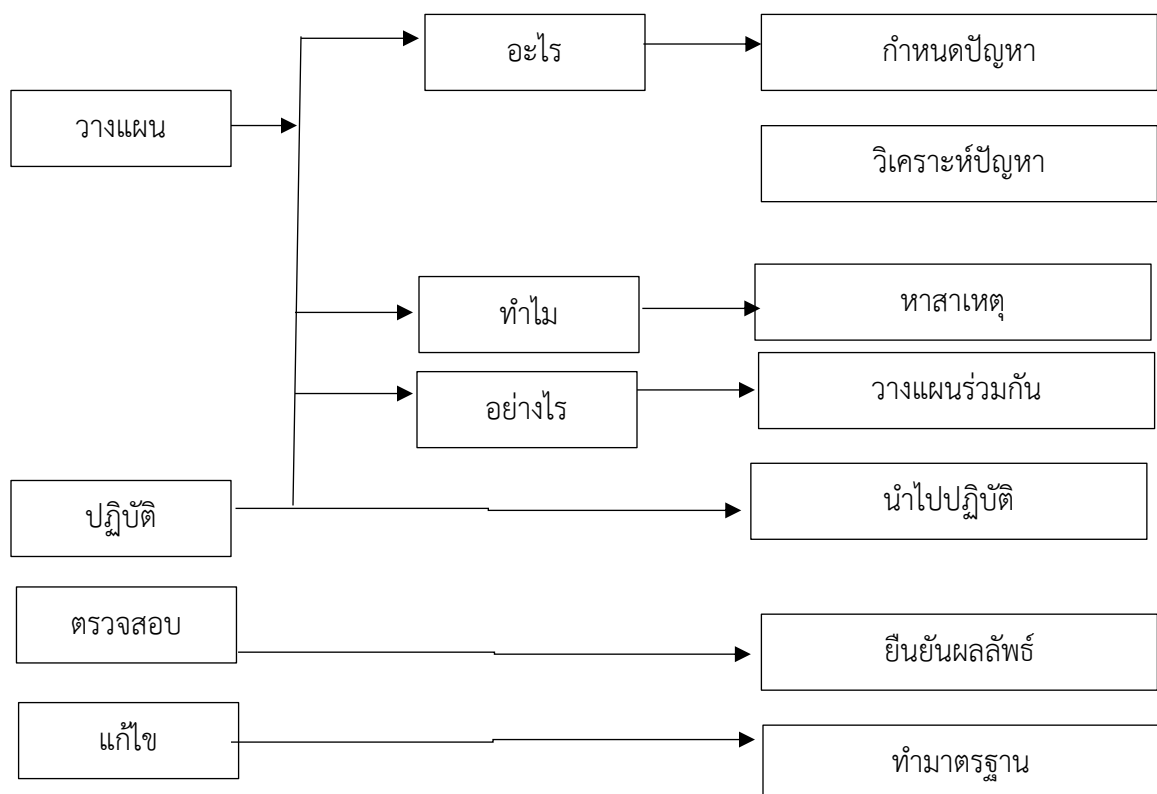 อะไร
กำหนดปัญหา
วางแผน
วิเคราะห์ปัญหา
ทำไม
หาสาเหตุ
อย่างไร
วางแผนร่วมกัน
ปฏิบัติ
นำไปปฏิบัติ
ตรวจสอบ
ยืนยันผลลัพธ์
แก้ไข
ทำมาตรฐาน